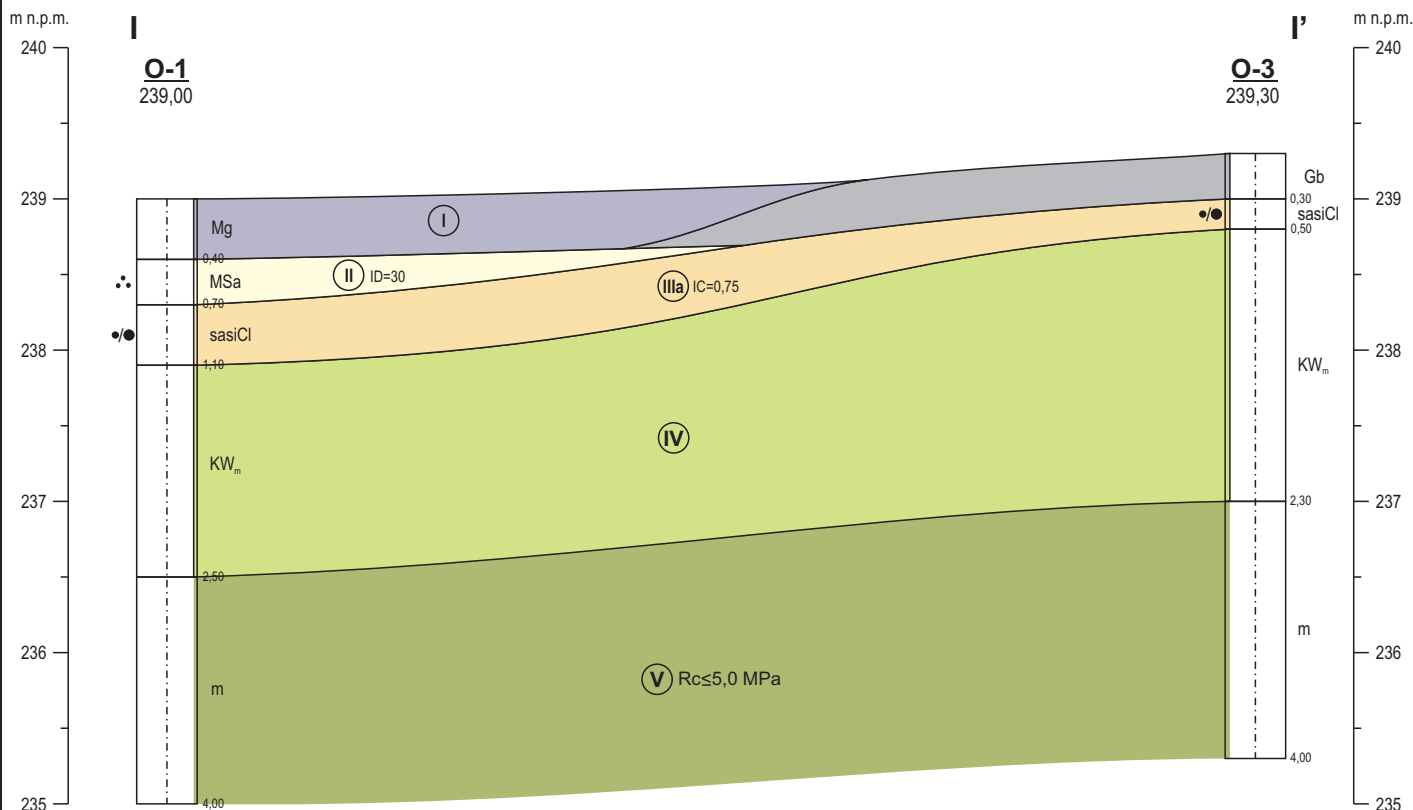 m n.p.m.
I
I’
m n.p.m.
240
240
O-1
O-3
239,00
239,30
Gb
239
0,30
239
sasiCl
Mg
I
0,50
0,40
MSa
II
ID=30
IIIa
IC=0,75
0,70
sasiCl
238
238
1,10
KWm
IV
KWm
237
2,30
237
2,50
m
236
236
V
Rc≤5,0 MPa
m
4,00
235
4,00
235